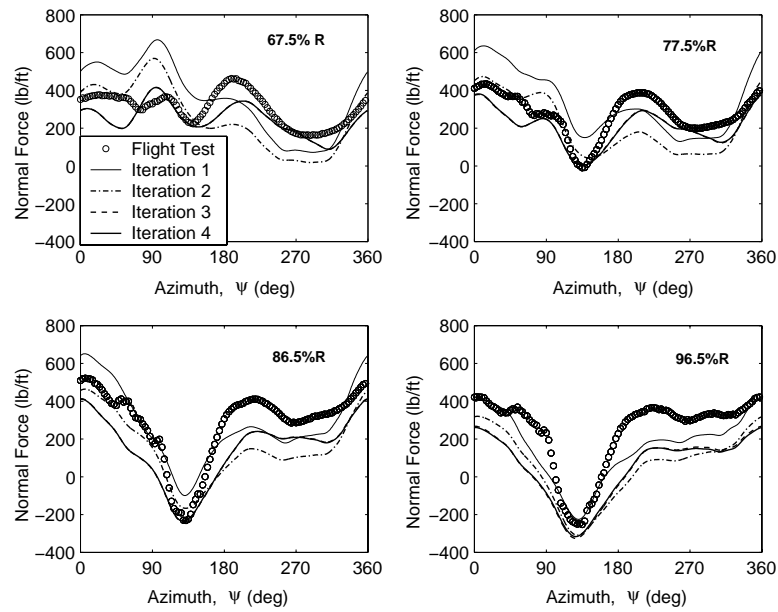 800
600
400
200
0
−200
−400
Normal Force (lb/ft)
67.5% R
Flight Test
Iteration 1
Iteration 2
Iteration 3
Iteration 4
0 90 180 270 360
Azimuth, Ψ (deg)
800
600
400
200
0
−200
−400
Normal Force (lb/ft)
77.5%R
0 90 180 270 360
Azimuth, Ψ (deg)
800
600
400
200
0
−200
−400
Normal Force (lb/ft)
86.5%R
0 90 180 270 360
Azimuth, Ψ (deg)
800
600
400
200
0
−200
−400
Normal Force (lb/ft)
96.5%R
0 90 180 270 360
Azimuth, Ψ (deg)